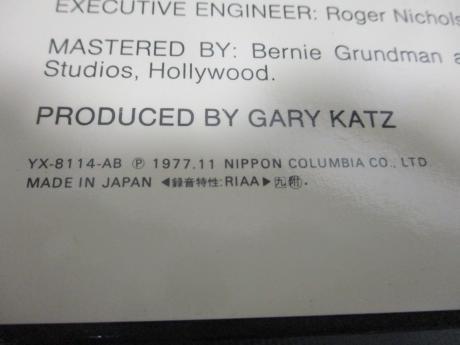 EXECUTIVE ENGINEER: Roger Nichols
MASTERED BY: Bernie Grundman a
Studios, Hollywood.
PRODUCED BY GARY KATZ
YX-8114-AB Ⓟ 1977.11 NIPPON COLUMBIA CO., LTD.
MADE IN JAPAN ◀録音特性:RIAA▶